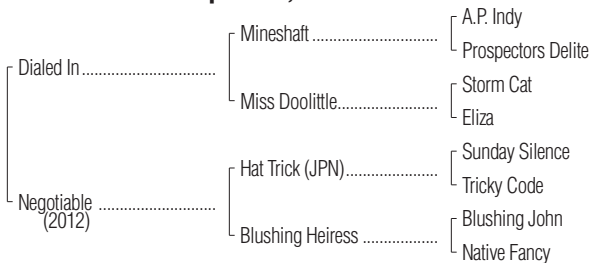 A.P. Indy
Mineshaft
Prospectors Delite
Dialed In
Storm Cat
Miss Doolittle
Eliza
Sunday Silence
Hat Trick (JPN)
Tricky Code
Negotiable
(2012)
Blushing John
Blushing Heiress
Native Fancy